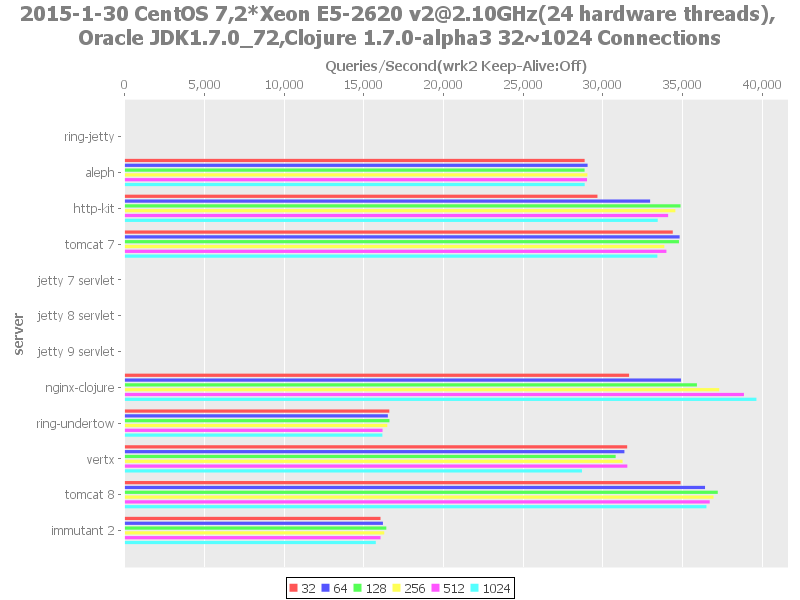 2015-1-30 CentOS 7,2*Xeon E5-2620 v2@2.10GHz(24 hardware threads),
Oracle JDK1.7.0_72,Clojure 1.7.0-alpha3 32~1024 Connections
Queries/Second(wrk2 Keep-Alive:Off)
0 5,000 10,000 15,000 20,000 25,000 30,000 35,000 40,000
server
ring-jetty
aleph
http-kit
tomcat 7
jetty 7 servlet
jetty 8 servlet
jetty 9 servlet
nginx-clojure
ring-undertow
vertx
tomcat 8
immutant 2
32 64 128 256 512 1024